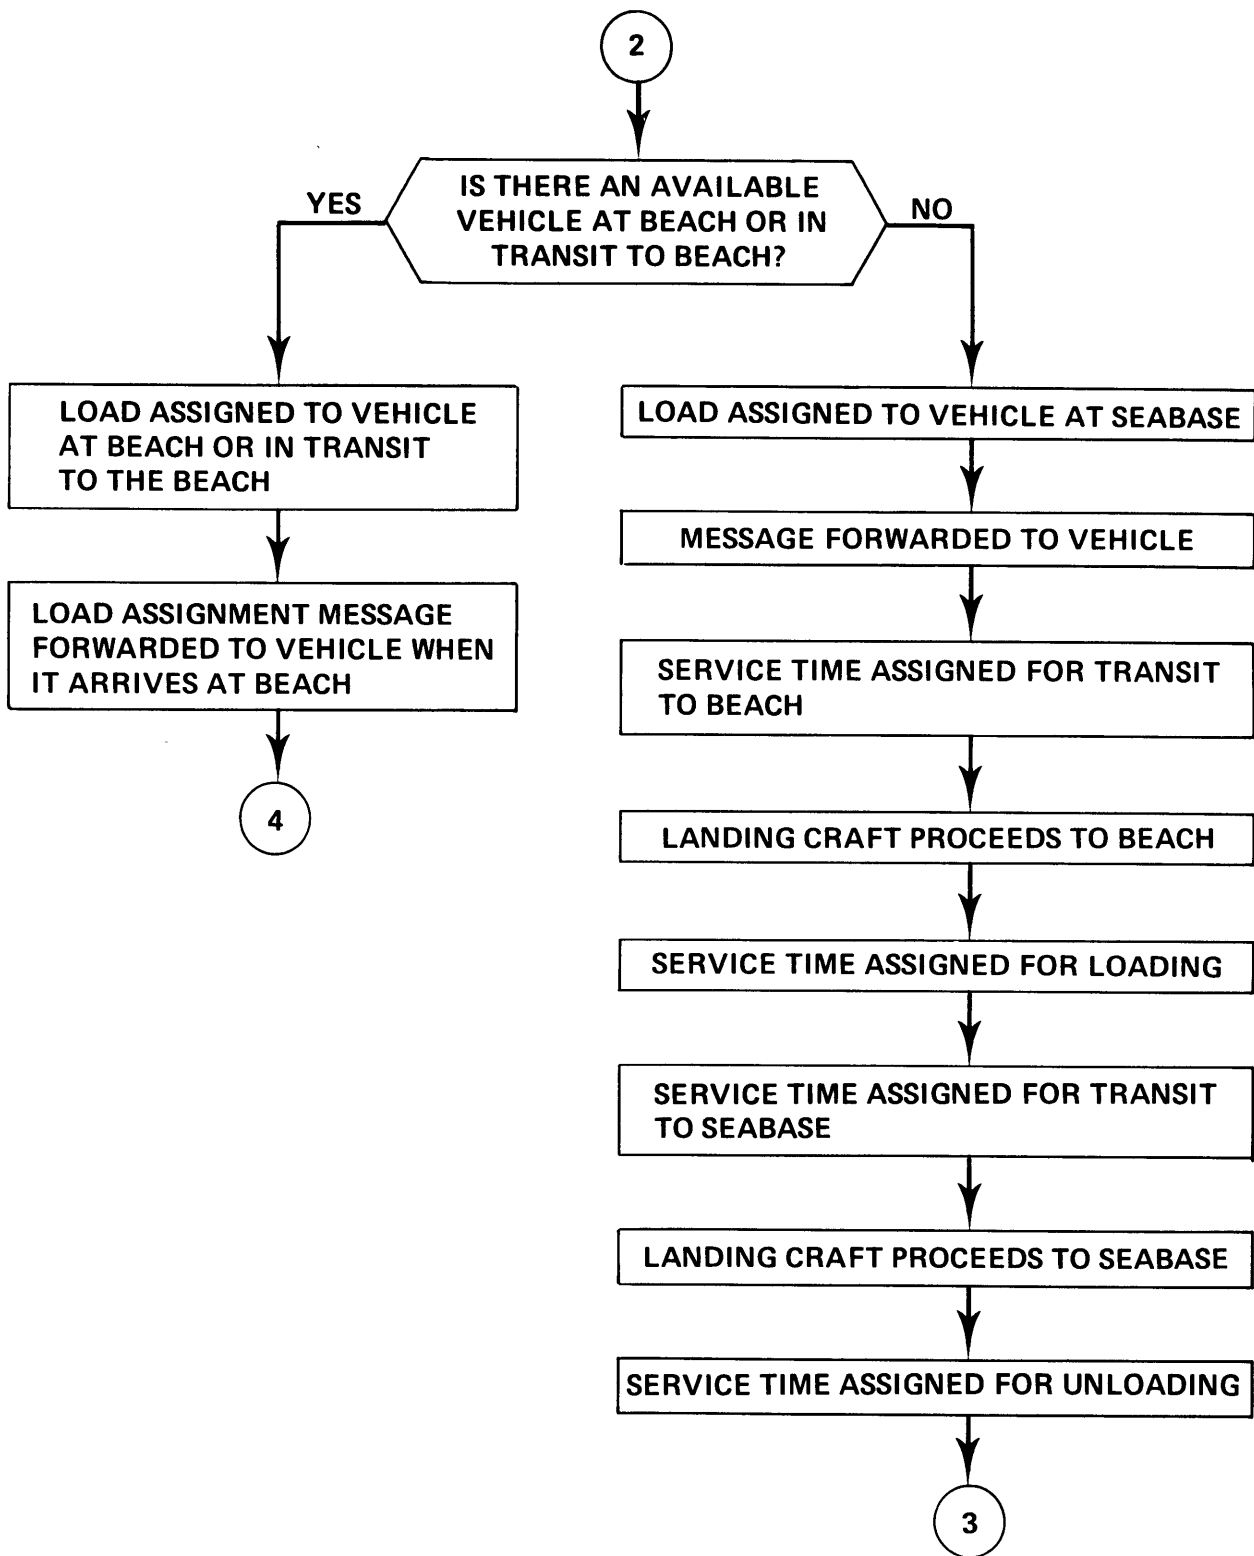 2
IS THERE AN AVAILABLE
VEHICLE AT BEACH OR IN
TRANSIT TO BEACH?
YES
NO
LOAD ASSIGNED TO VEHICLE
AT BEACH OR IN TRANSIT
TO THE BEACH
LOAD ASSIGNMENT MESSAGE
FORWARDED TO VEHICLE WHEN
IT ARRIVES AT BEACH
4
LOAD ASSIGNED TO VEHICLE AT SEABASE
MESSAGE FORWARDED TO VEHICLE
SERVICE TIME ASSIGNED FOR TRANSIT
TO BEACH
LANDING CRAFT PROCEEDS TO BEACH
SERVICE TIME ASSIGNED FOR LOADING
SERVICE TIME ASSIGNED FOR TRANSIT
TO SEABASE
LANDING CRAFT PROCEEDS TO SEABASE
SERVICE TIME ASSIGNED FOR UNLOADING
3